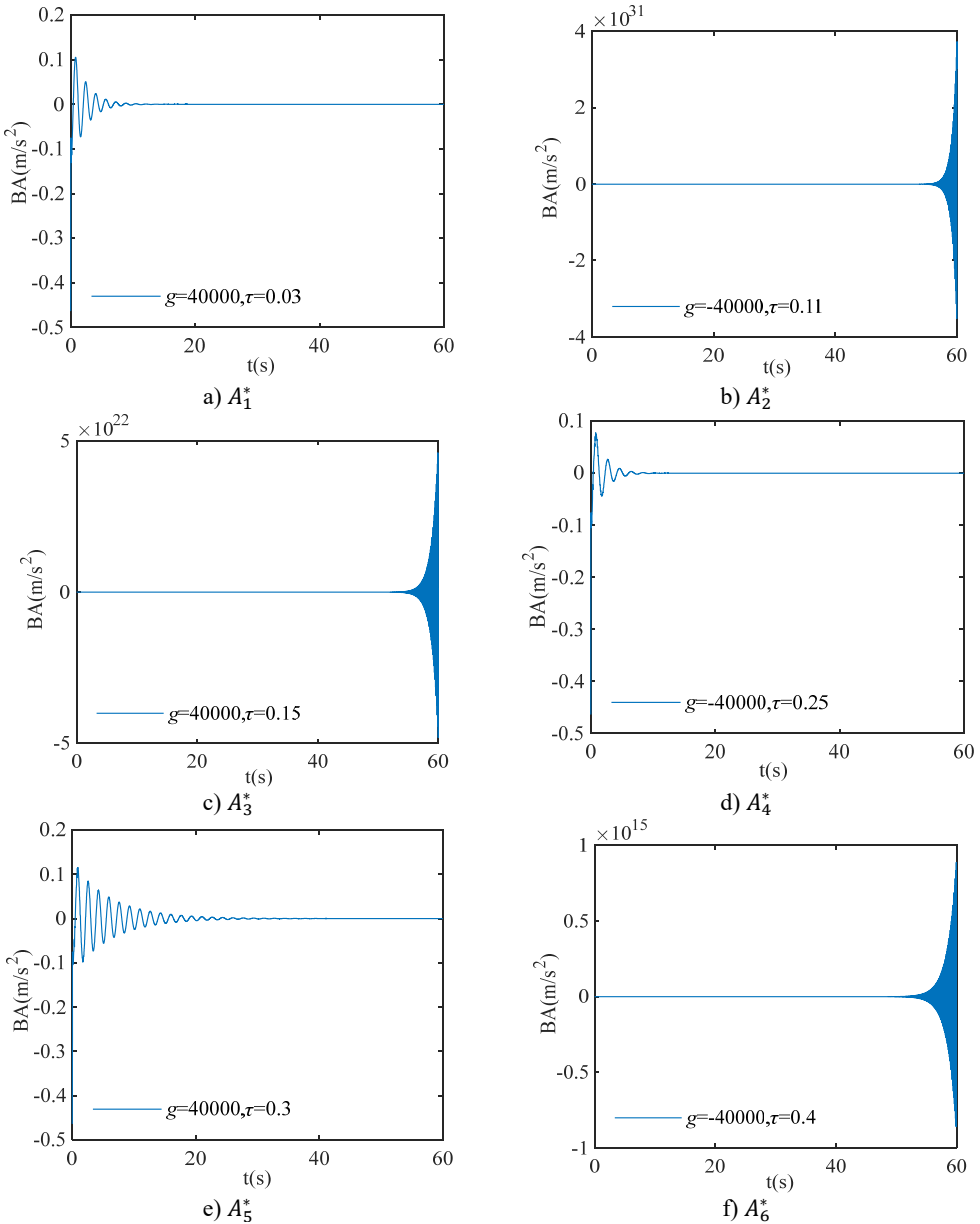 0.2
0.1
0
-0.1
-0.2
-0.3
-0.4
-0.5
BA(m/s²)
g=40000,τ=0.03
0 20 40 60
t(s)
a) A₁*
×10³¹
4
2
0
-2
-4
BA(m/s²)
g=-40000,τ=0.11
0 20 40 60
t(s)
b) A₂*
×10²²
5
0
-5
BA(m/s²)
g=40000,τ=0.15
0 20 40 60
t(s)
c) A₃*
0.1
0
-0.1
-0.2
-0.3
-0.4
-0.5
BA(m/s²)
g=-40000,τ=0.25
0 20 40 60
t(s)
d) A₄*
0.2
0.1
0
-0.1
-0.2
-0.3
-0.4
-0.5
BA(m/s²)
g=40000,τ=0.3
0 20 40 60
t(s)
e) A₅*
×10¹⁵
1
0.5
0
-0.5
-1
BA(m/s²)
g=-40000,τ=0.4
0 20 40 60
t(s)
f) A₆*